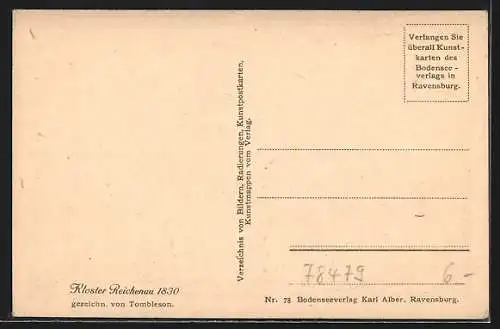 Verlangen Sie
überall Kunst-
karten des
Bodensee-
verlags in
Ravensburg.
Verzeichnis von Bildern, Radierungen, Kunstpostkarten,
Kunstmappen vom Verlag.
78479 6-
Kloster Reichenau 1830
gezeichn. von Tombleson.
Nr. 78 Bodenseeverlag Karl Alber, Ravensburg.